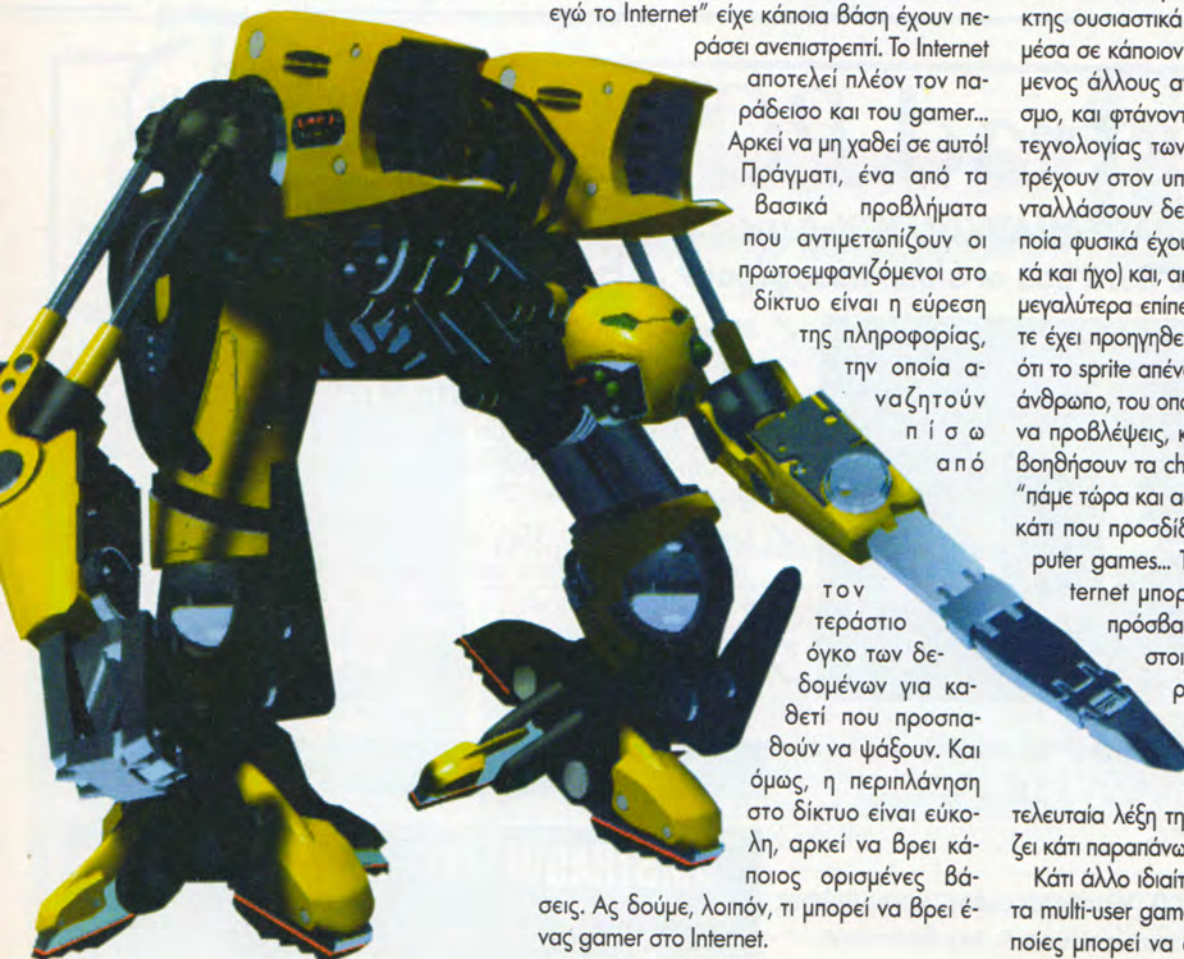 εγώ το Internet" είχε κάποια βάση έχουν πε-
ράσει ανεπιστρεπτί. Το Internet
αποτελεί πλέον τον πα-
ράδεισο και του gamer...
Αρκεί να μη χαθεί σε αυτό!
Πράγματι, ένα από τα
βασικά προβλήματα
που αντιμετωπίζουν οι
πρωτοεμφανιζόμενοι στο
δίκτυο είναι η εύρεση
της πληροφορίας,
την οποία α-
ναζητούν
πίσω
από
τον
τεράστιο
όγκο των δε-
δομένων για κα-
θετί που προσπα-
θούν να ψάξουν. Και
όμως, η περιπλάνηση
στο δίκτυο είναι εύκο-
λη, αρκεί να βρει κά-
ποιος ορισμένες βά-
σεις. Ας δούμε, λοιπόν, τι μπορεί να βρει έ-
νας gamer στο Internet.
κτης ουσιαστικά
μέσα σε κάποιον
μενος άλλους α
σμο, και φτάνοντ
τεχνολογίας των
τρέχουν στον υπ
νταλλάσσουν δε
ποία φυσικά έχου
κά και ήχο) και, ακ
μεγαλύτερα επίπε
τε έχει προηγηθε
ότι το sprite απένα
άνθρωπο, του οπο
να προβλέψεις, κ
βοηθήσουν τα ch
"πάμε τώρα και α
κάτι που προσδίδ
puter games... Τ
ternet μπορ
πρόσβα
στοι
ρ
τελευταία λέξη τη
ζει κάτι παραπάνω
Κάτι άλλο ιδιαίτ
τα multi-user gam
ποίες μπορεί να